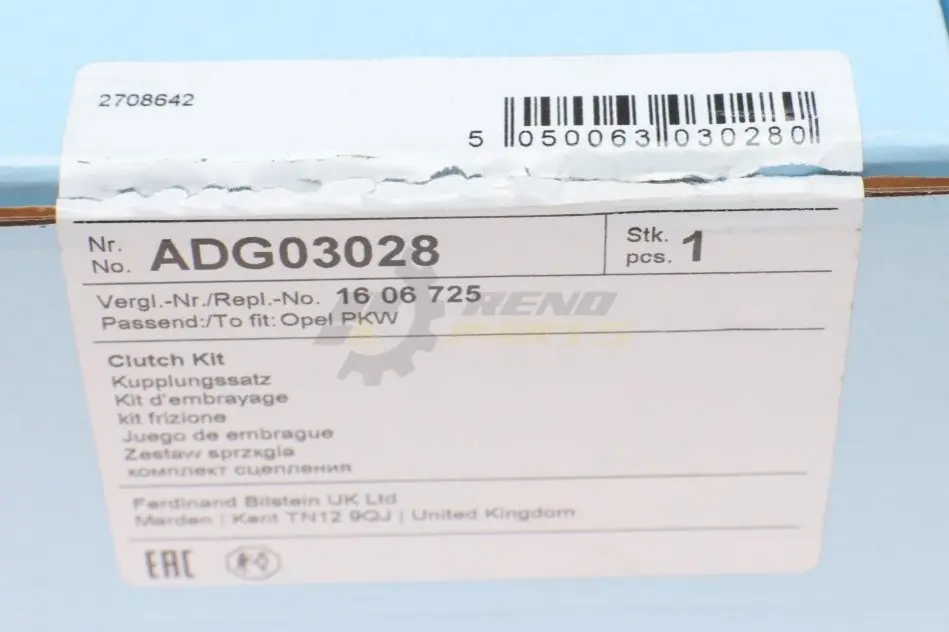 2708642
5 050063 030280
Nr.
No. ADG03028
Stk.
pcs. 1
Vergl.-Nr./Repl.-No. 16 06 725
Passend:/To fit: Opel PKW
TREND
PARTS
Clutch Kit
Kupplungssatz
Kit d'embrayage
kit frizione
Juego de embrague
Zestaw sprzęgła
комплект сцепления
Ferdinand Bilstein UK Ltd
Marden | Kent TN12 9QJ | United Kingdom
EAC